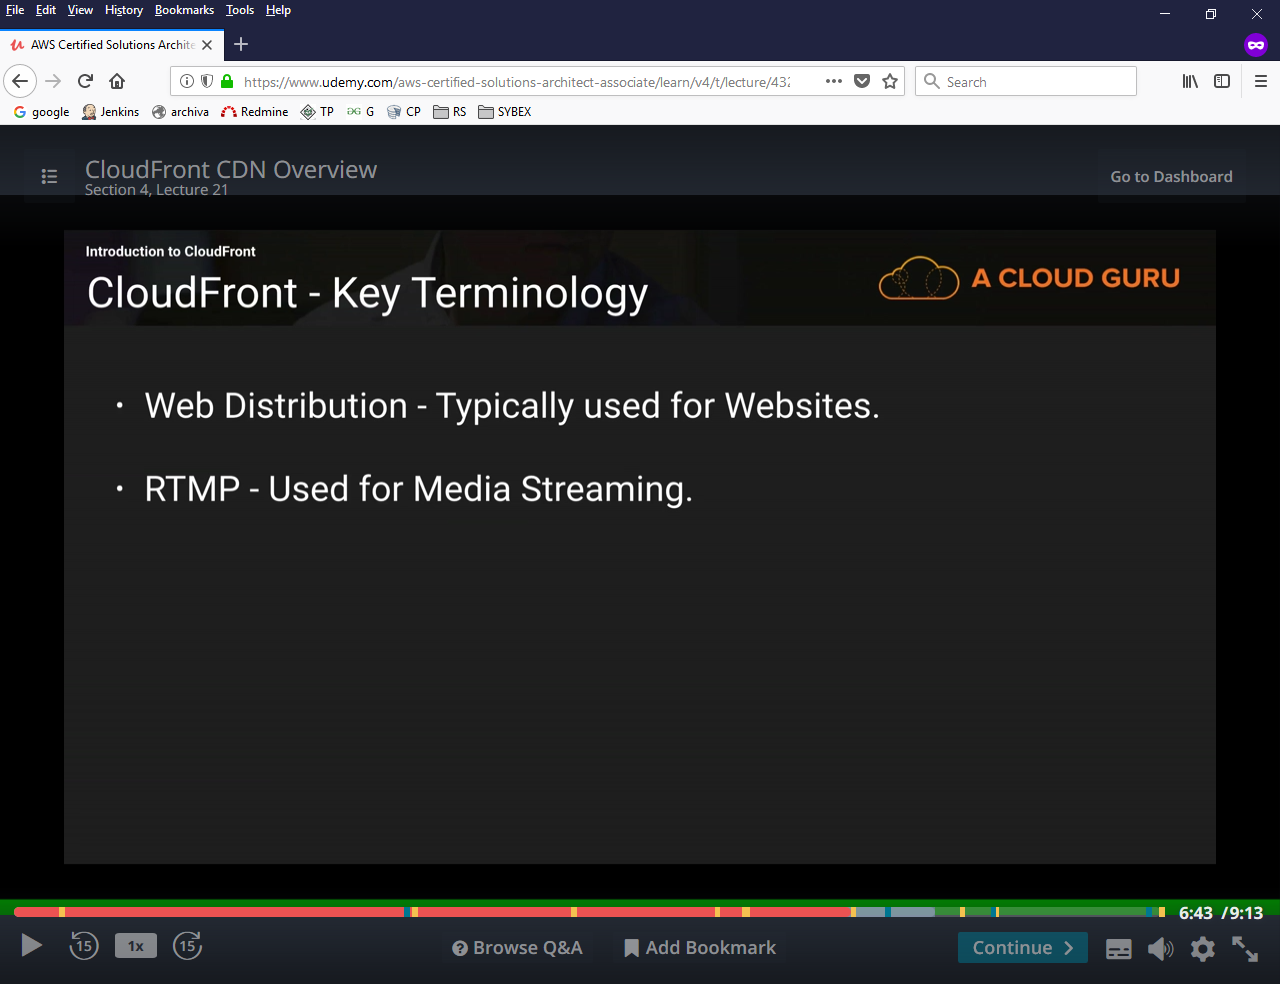 File Edit View History Bookmarks Tools Help
AWS Certified Solutions Archite
https://www.udemy.com/aws-certified-solutions-architect-associate/learn/v4/t/lecture/432
Search
google Jenkins archiva Redmine TP G CP RS SYBEX
CloudFront CDN Overview
Section 4, Lecture 21
Go to Dashboard
Introduction to CloudFront
CloudFront - Key Terminology
A CLOUD GURU
• Web Distribution - Typically used for Websites.
• RTMP - Used for Media Streaming.
6:43 / 9:13
15 1x 15
Browse Q&A
Add Bookmark
Continue